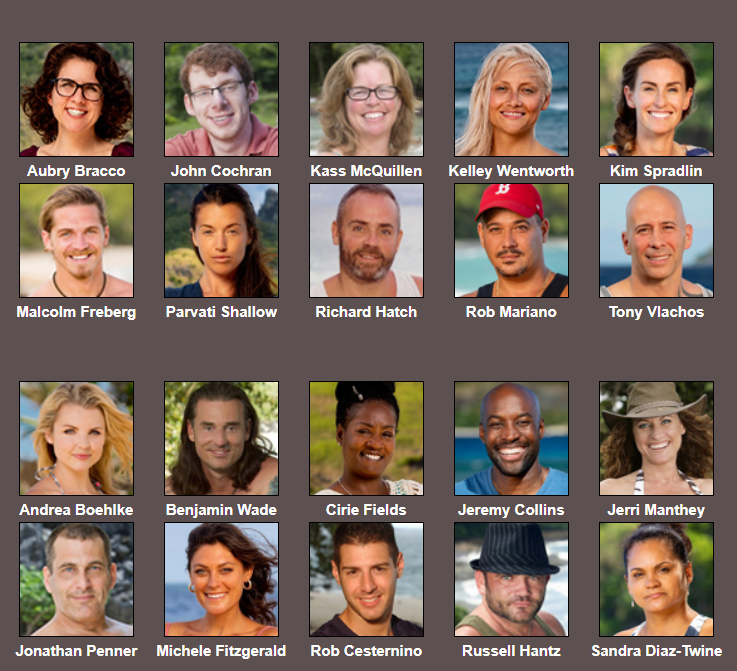 Aubry Bracco John Cochran Kass McQuillen Kelley Wentworth Kim Spradlin
B
Malcolm Freberg Parvati Shallow Richard Hatch Rob Mariano Tony Vlachos
Andrea Boehlke Benjamin Wade Cirie Fields Jeremy Collins Jerri Manthey
Jonathan Penner Michele Fitzgerald Rob Cesternino Russell Hantz Sandra Diaz-Twine